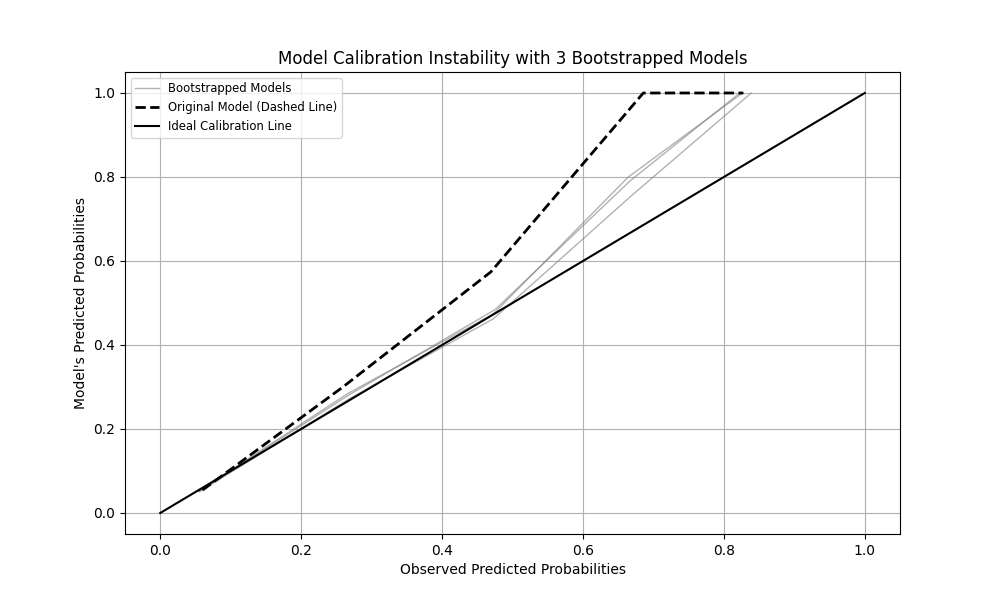 Model Calibration Instability with 3 Bootstrapped Models
Bootstrapped Models
Original Model (Dashed Line)
Ideal Calibration Line
1.0
0.8
0.6
0.4
0.2
0.0
Model's Predicted Probabilities
0.0 0.2 0.4 0.6 0.8 1.0
Observed Predicted Probabilities